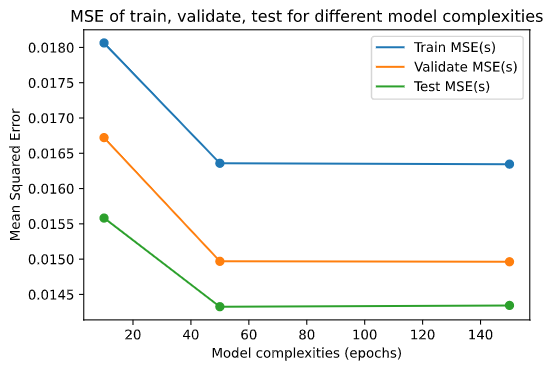 MSE of train, validate, test for different model complexities
Train MSE(s)
Validate MSE(s)
Test MSE(s)
Mean Squared Error
0.0180
0.0175
0.0170
0.0165
0.0160
0.0155
0.0150
0.0145
20 40 60 80 100 120 140
Model complexities (epochs)